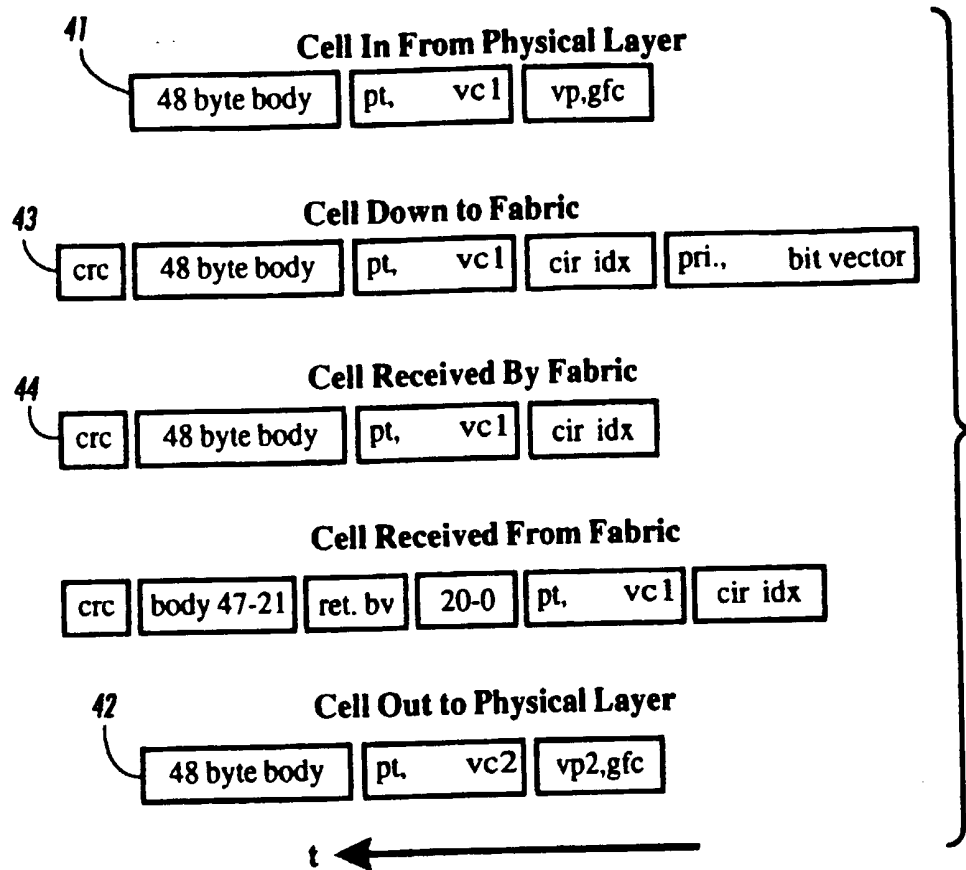 41
Cell In From Physical Layer
48 byte body pt, vc1 vp,gfc
43
Cell Down to Fabric
crc 48 byte body pt, vc1 cir idx pri., bit vector
44
Cell Received By Fabric
crc 48 byte body pt, vc1 cir idx
Cell Received From Fabric
crc body 47-21 ret. bv 20-0 pt, vc1 cir idx
42
Cell Out to Physical Layer
48 byte body pt, vc2 vp2,gfc
t